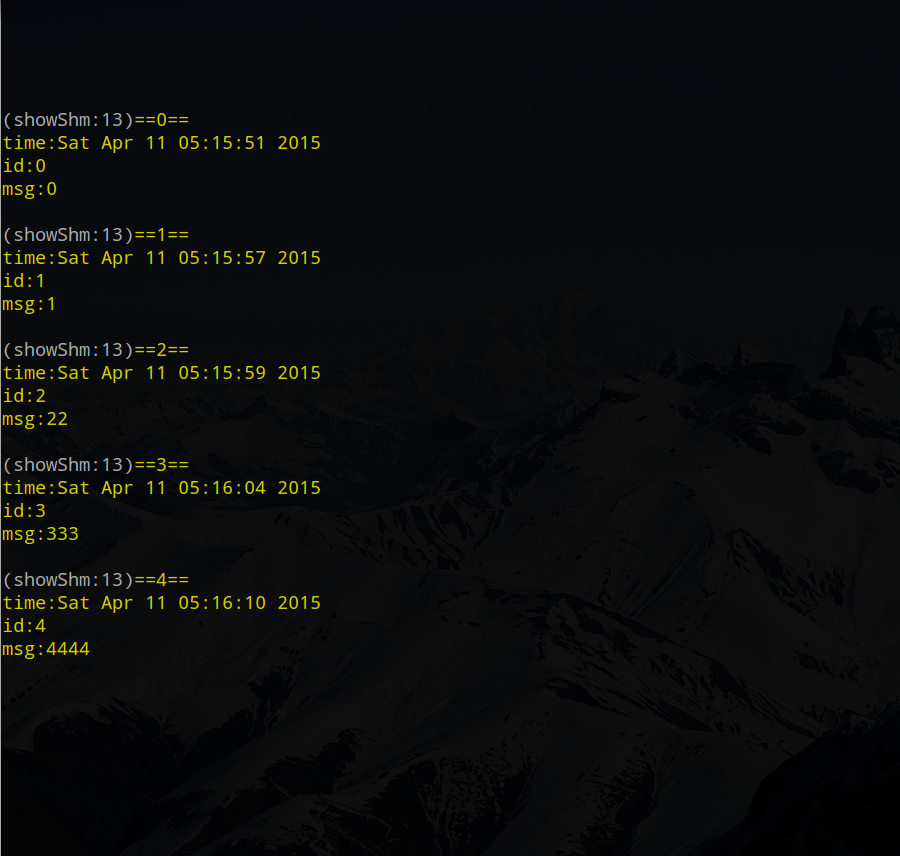 (showShm:13)==0==
time:Sat Apr 11 05:15:51 2015
id:0
msg:0
(showShm:13)==1==
time:Sat Apr 11 05:15:57 2015
id:1
msg:1
(showShm:13)==2==
time:Sat Apr 11 05:15:59 2015
id:2
msg:22
(showShm:13)==3==
time:Sat Apr 11 05:16:04 2015
id:3
msg:333
(showShm:13)==4==
time:Sat Apr 11 05:16:10 2015
id:4
msg:4444